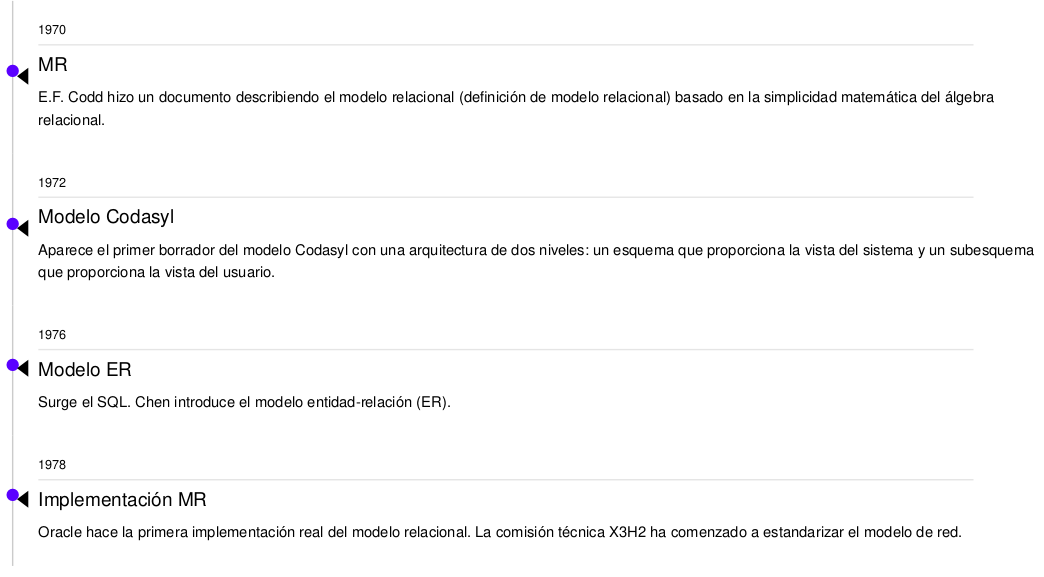 1970
MR
E.F. Codd hizo un documento describiendo el modelo relacional (definición de modelo relacional) basado en la simplicidad matemática del álgebra
relacional.
1972
Modelo Codasyl
Aparece el primer borrador del modelo Codasyl con una arquitectura de dos niveles: un esquema que proporciona la vista del sistema y un subesquema
que proporciona la vista del usuario.
1976
Modelo ER
Surge el SQL. Chen introduce el modelo entidad-relación (ER).
1978
Implementación MR
Oracle hace la primera implementación real del modelo relacional. La comisión técnica X3H2 ha comenzado a estandarizar el modelo de red.